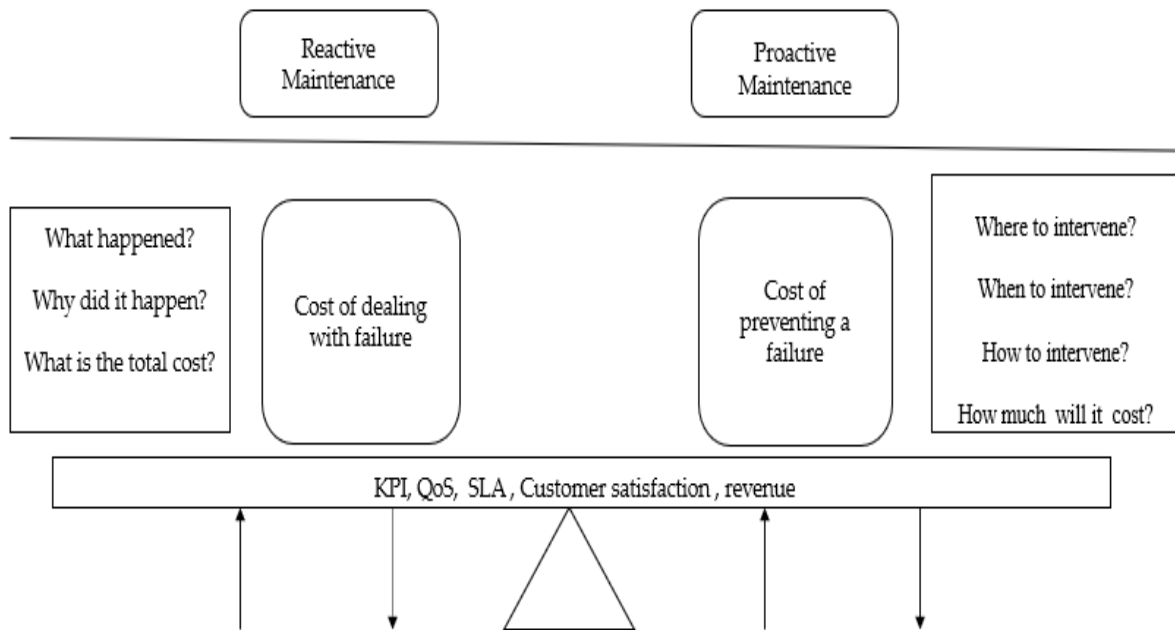 Reactive
Maintenance
Proactive
Maintenance
What happened?
Why did it happen?
What is the total cost?
Cost of dealing
with failure
Cost of
preventing a
failure
Where to intervene?
When to intervene?
How to intervene?
How much will it cost?
KPI, QoS, SLA , Customer satisfaction , revenue